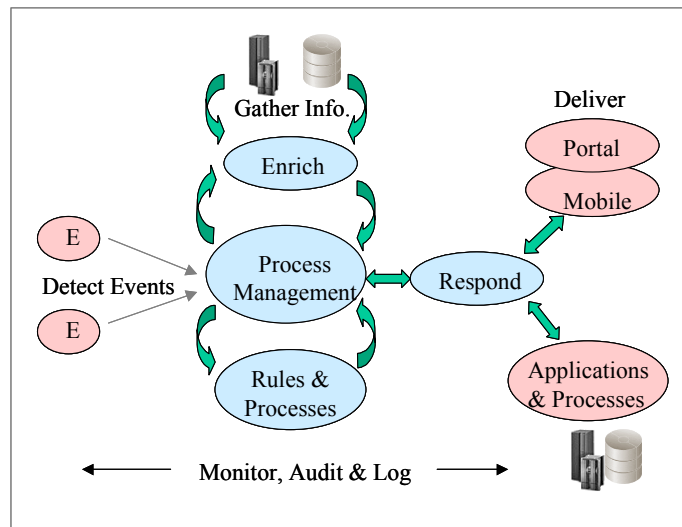 Gather Info.
Deliver
Enrich
Portal
Mobile
E
Detect Events
E
Process
Management
Respond
Rules &
Processes
Applications
& Processes
Monitor, Audit & Log